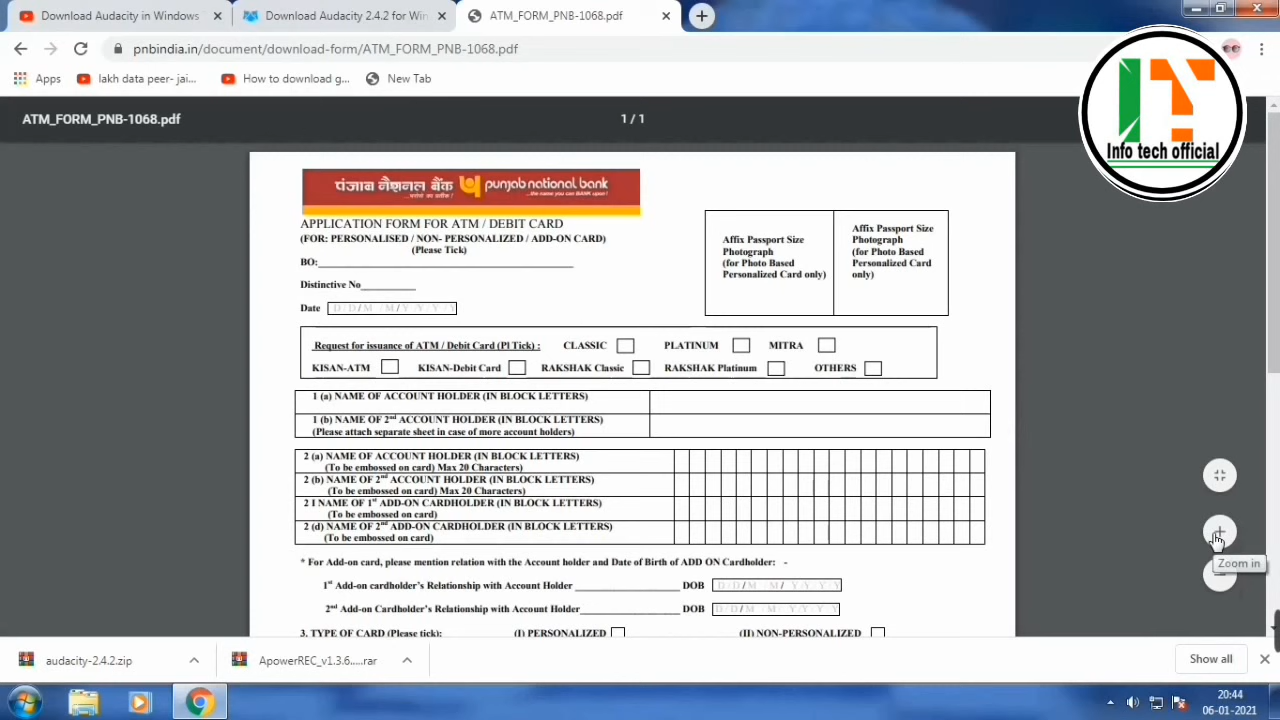 Download Audacity in Windows
Download Audacity 2.4.2 for Win
ATM_FORM_PNB-1068.pdf
pnbindia.in/document/download-form/ATM_FORM_PNB-1068.pdf
Apps
lakh data peer- jai...
How to download g...
New Tab
Info tech official
ATM_FORM_PNB-1068.pdf
1 / 1
पंजाब नैशनल बैंक
punjab national bank
...the name you can BANK upon!
APPLICATION FORM FOR ATM / DEBIT CARD
(FOR: PERSONALISED / NON- PERSONALIZED / ADD-ON CARD)
(Please Tick)
BO:
Distinctive No
Date D / D / M / M / Y / Y / Y / Y
Affix Passport Size
Photograph
(for Photo Based
Personalized Card only)
Affix Passport Size
Photograph
(for Photo Based
Personalized Card
only)
Request for issuance of ATM / Debit Card (Pl Tick) : CLASSIC PLATINUM MITRA
KISAN-ATM KISAN-Debit Card RAKSHAK Classic RAKSHAK Platinum OTHERS
1 (a) NAME OF ACCOUNT HOLDER (IN BLOCK LETTERS)
1 (b) NAME OF 2nd ACCOUNT HOLDER (IN BLOCK LETTERS)
(Please attach separate sheet in case of more account holders)
2 (a) NAME OF ACCOUNT HOLDER (IN BLOCK LETTERS)
(To be embossed on card) Max 20 Characters)
2 (b) NAME OF 2nd ACCOUNT HOLDER (IN BLOCK LETTERS)
(To be embossed on card) Max 20 Characters)
2 I NAME OF 1st ADD-ON CARDHOLDER (IN BLOCK LETTERS)
(To be embossed on card)
2 (d) NAME OF 2nd ADD-ON CARDHOLDER (IN BLOCK LETTERS)
(To be embossed on card)
* For Add-on card, please mention relation with the Account holder and Date of Birth of ADD ON Cardholder: -
1st Add-on cardholder's Relationship with Account Holder DOB D / D / M / M / Y / Y / Y / Y
2nd Add-on Cardholder's Relationship with Account Holder DOB D / D / M / M / Y / Y / Y / Y
3. TYPE OF CARD (Please tick): (I) PERSONALIZED (II) NON-PERSONALIZED
Zoom in
audacity-2.4.2.zip
ApowerREC_v1.3.6.....rar
Show all
20:44
06-01-2021